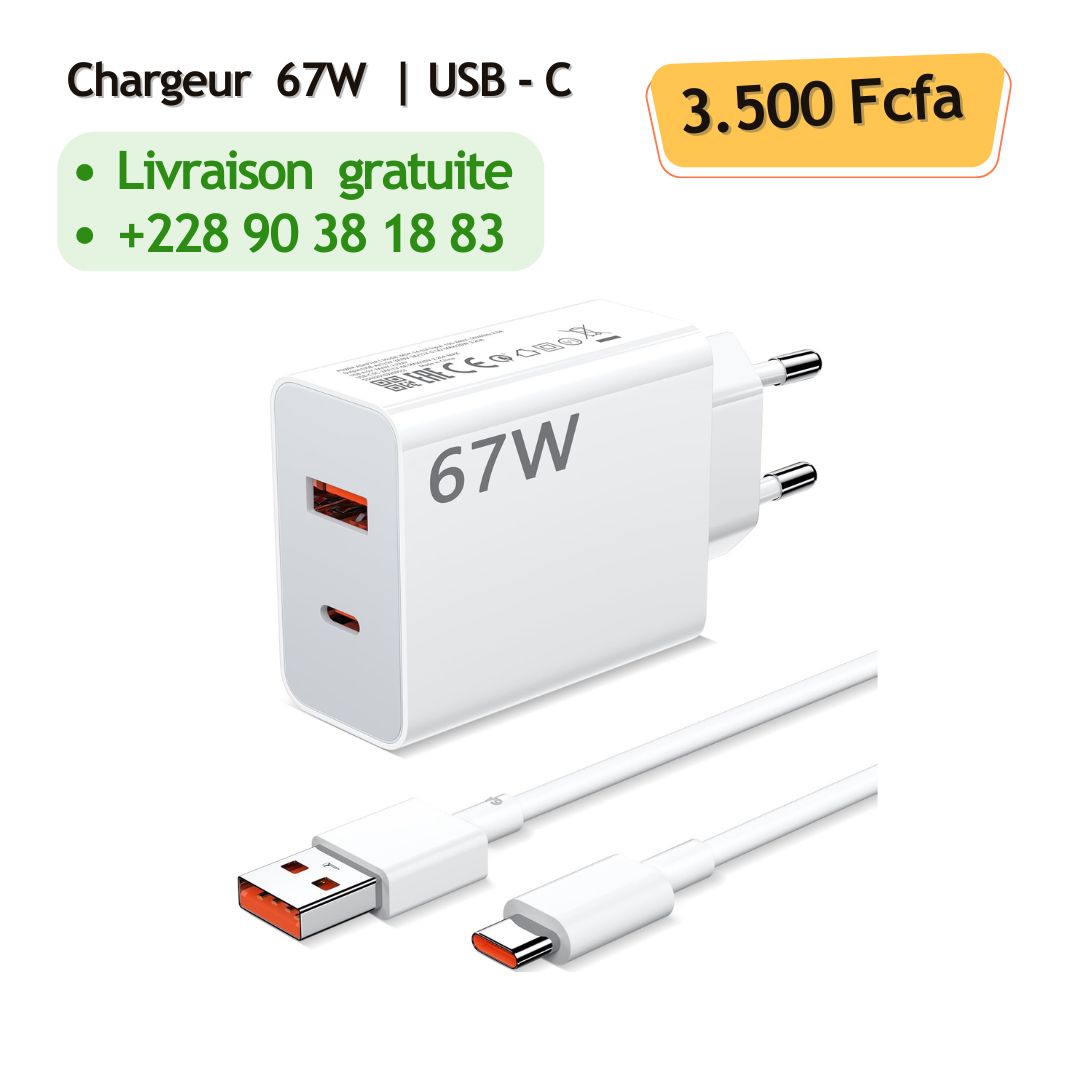 Chargeur 67W | USB - C
3.500 Fcfa
• Livraison gratuite
• +228 90 38 18 83
67W